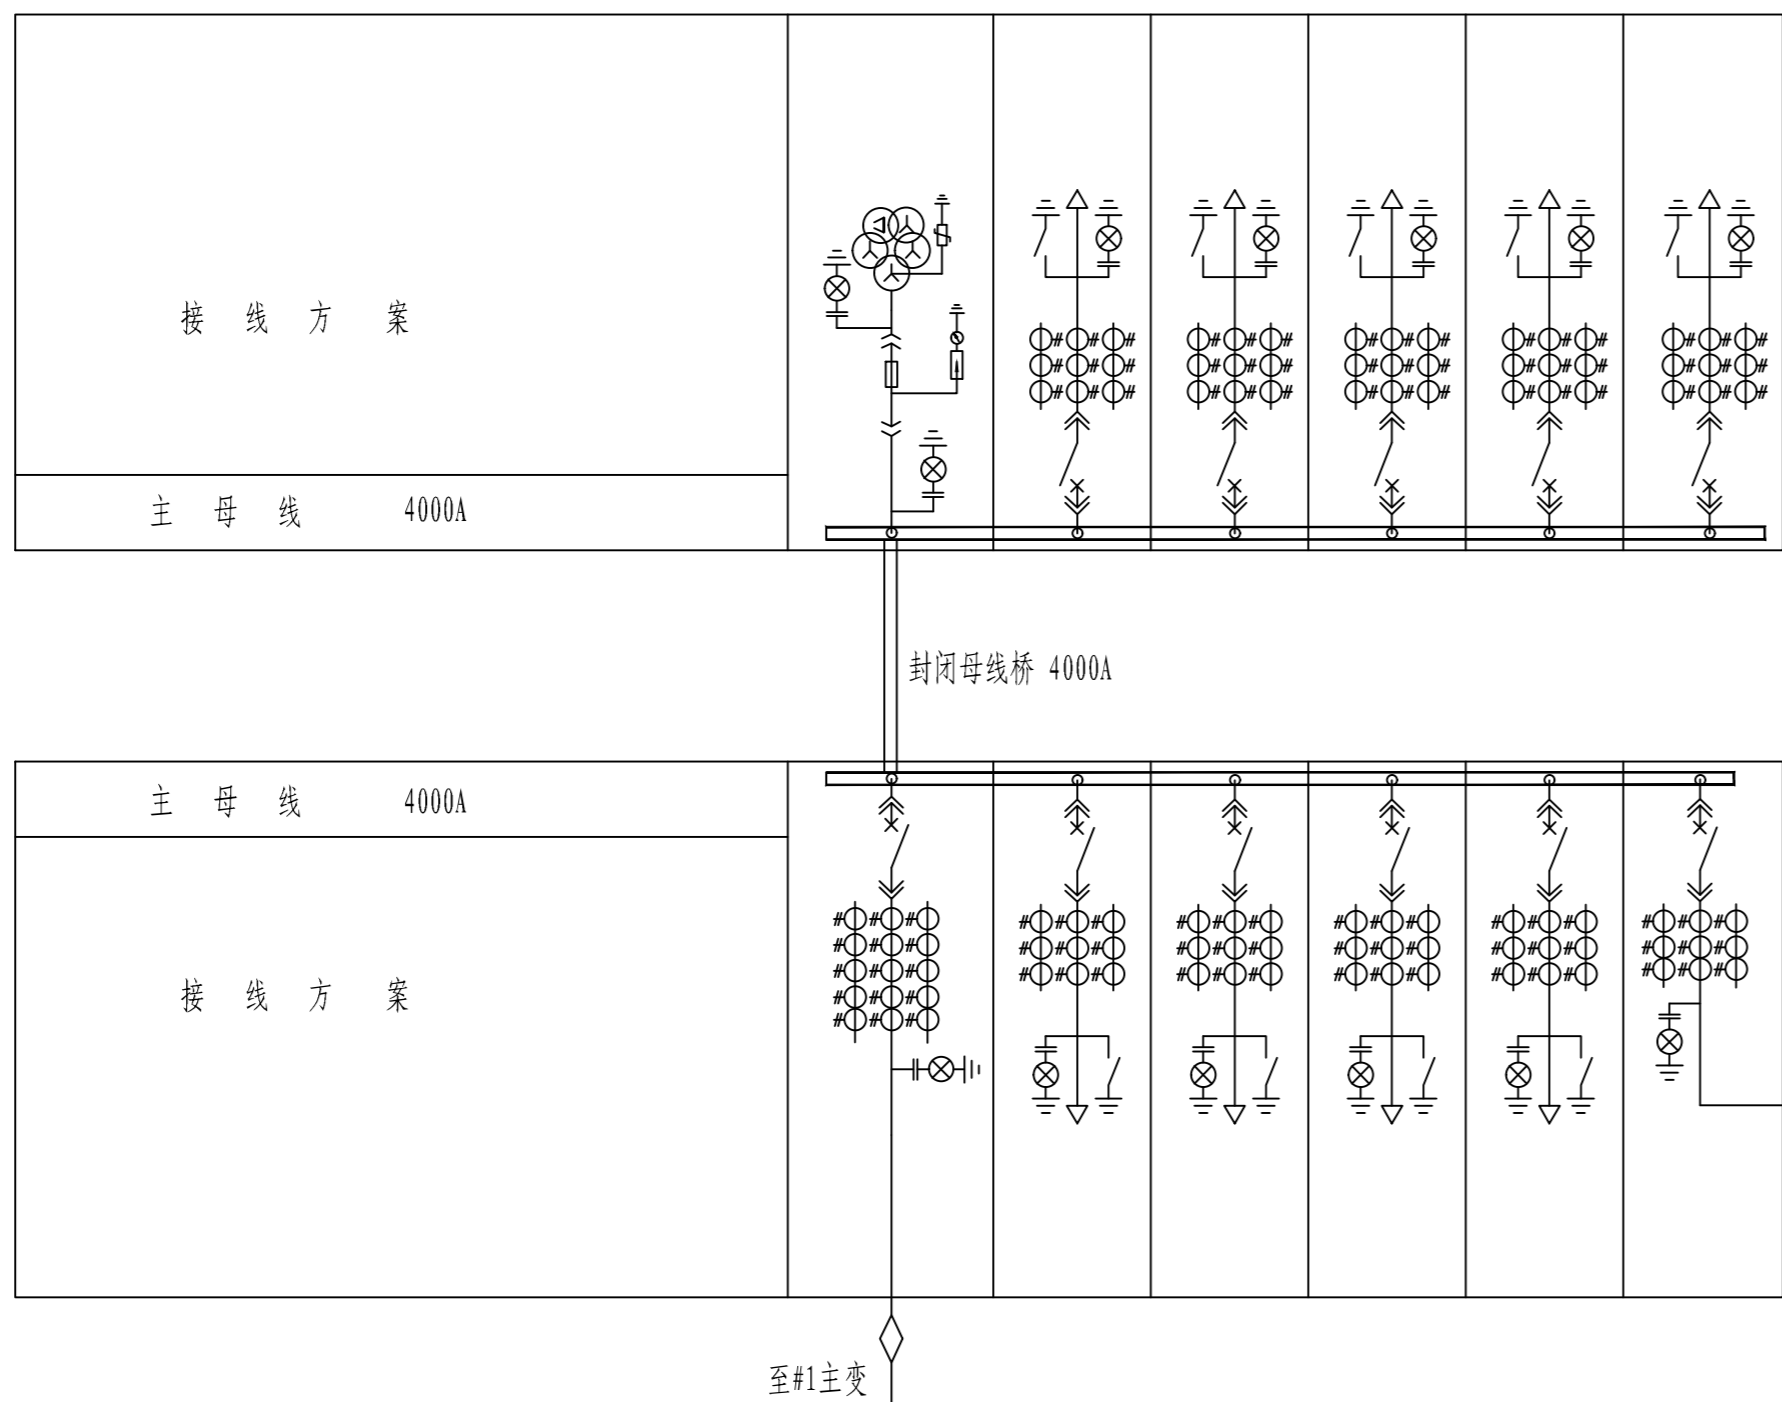 接 线 方 案
主 母 线 4000A
封闭母线桥 4000A
主 母 线 4000A
接 线 方 案
至#1主变